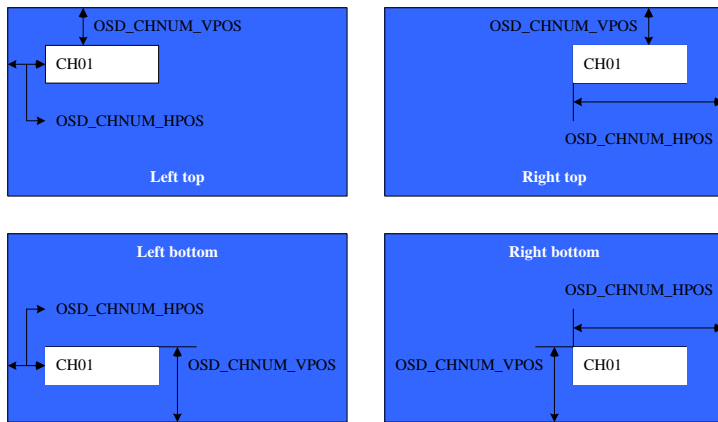 OSD_CHNUM_VPOS
CH01
OSD_CHNUM_HPOS
Left top
OSD_CHNUM_VPOS
CH01
OSD_CHNUM_HPOS
Right top
Left bottom
OSD_CHNUM_HPOS
CH01
OSD_CHNUM_VPOS
Right bottom
OSD_CHNUM_HPOS
OSD_CHNUM_VPOS
CH01